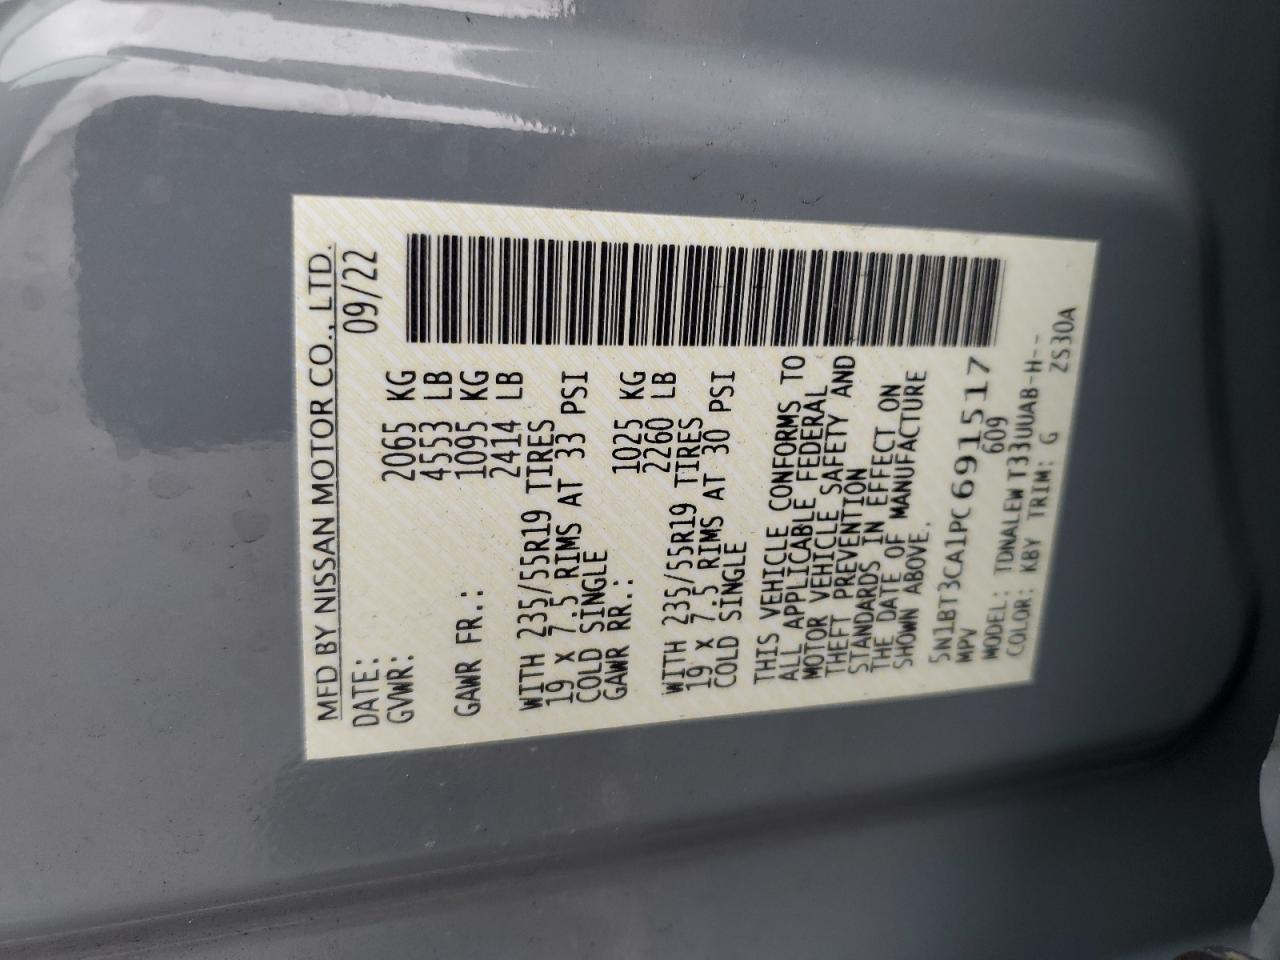 MFD BY NISSAN MOTOR CO., LTD.
DATE: 09/22
GVWR: 2065 KG
4553 LB
GAWR FR.: 1095 KG
2414 LB
WITH 235/55R19 TIRES
19 x 7.5 RIMS AT 33 PSI
COLD SINGLE
GAWR RR.: 1025 KG
2260 LB
WITH 235/55R19 TIRES
19 x 7.5 RIMS AT 30 PSI
COLD SINGLE
THIS VEHICLE CONFORMS TO
ALL APPLICABLE FEDERAL
MOTOR VEHICLE SAFETY AND
THEFT PREVENTION
STANDARDS IN EFFECT ON
THE DATE OF MANUFACTURE
SHOWN ABOVE.
5N1BT3CA1PC691517
MPV 609
MODEL: TDNALEWT33UUAB-H--
COLOR: KBY TRIM: G ZS30A